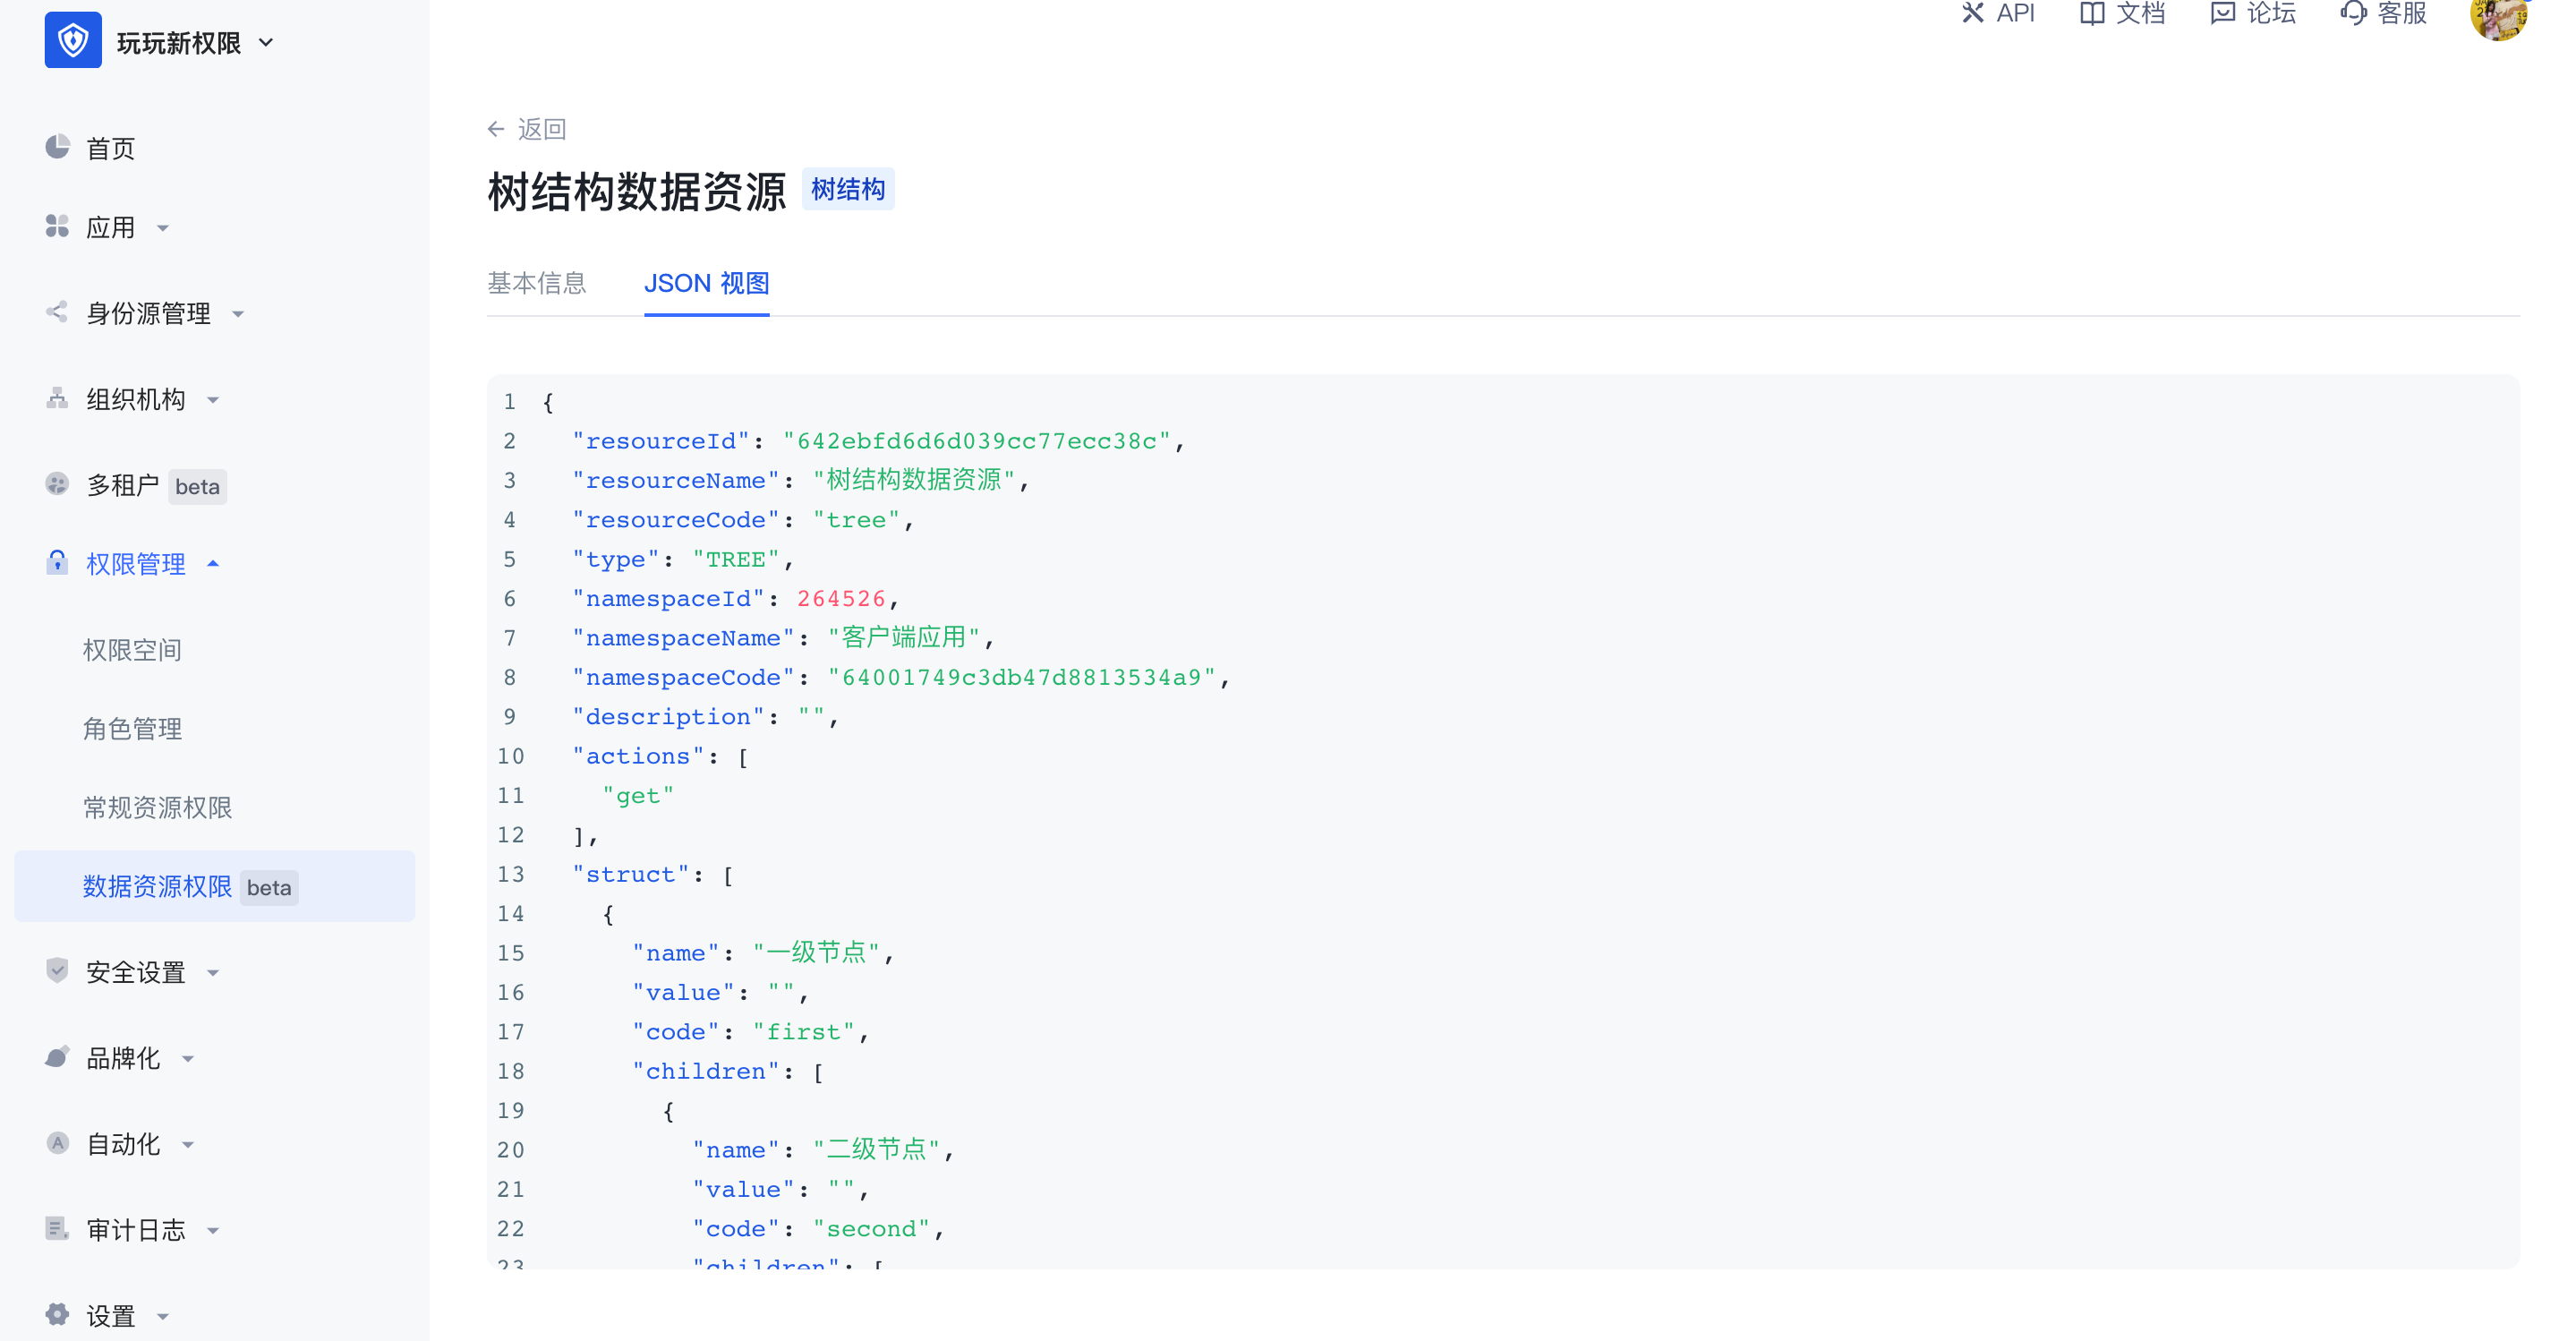 玩玩新权限
API 文档 论坛 客服
首页
应用
身份源管理
组织机构
多租户 beta
权限管理
权限空间
角色管理
常规资源权限
数据资源权限 beta
安全设置
品牌化
自动化
审计日志
设置
返回
树结构数据资源 树结构
基本信息 JSON 视图
1 {
2 "resourceId": "642ebfd6d6d039cc77ecc38c",
3 "resourceName": "树结构数据资源",
4 "resourceCode": "tree",
5 "type": "TREE",
6 "namespaceId": 264526,
7 "namespaceName": "客户端应用",
8 "namespaceCode": "64001749c3db47d8813534a9",
9 "description": "",
10 "actions": [
11 "get"
12 ],
13 "struct": [
14 {
15 "name": "一级节点",
16 "value": "",
17 "code": "first",
18 "children": [
19 {
20 "name": "二级节点",
21 "value": "",
22 "code": "second",
23 "children": [